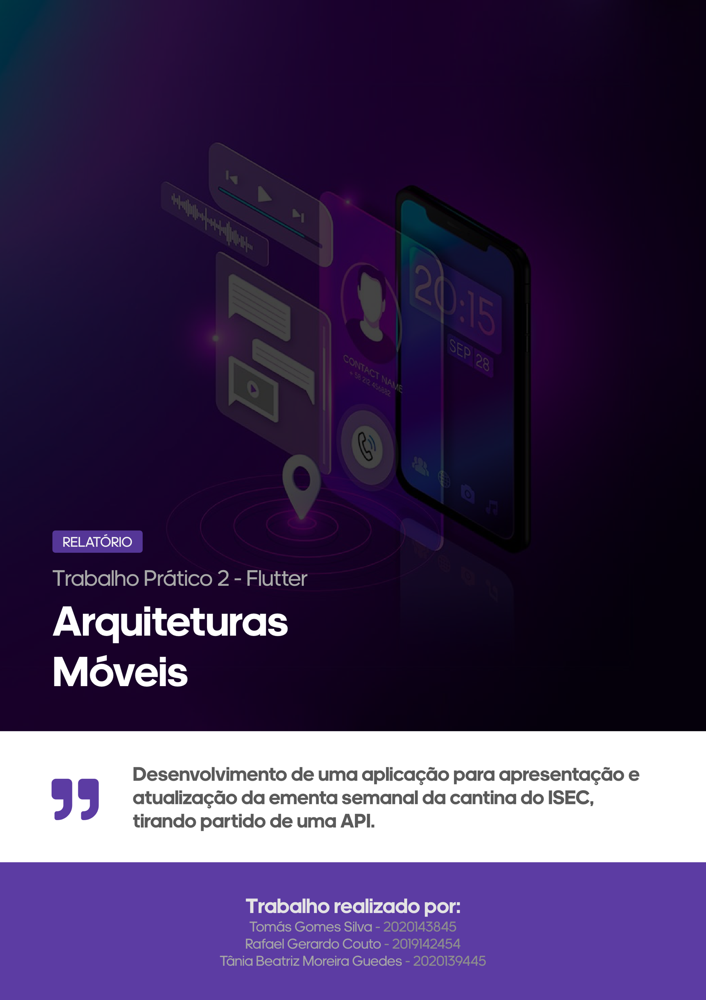 20:15
SEP 28
CONTACT NAME
+ 58 212 456882
RELATÓRIO
Trabalho Prático 2 - Flutter
Arquiteturas
Móveis
Desenvolvimento de uma aplicação para apresentação e
atualização da ementa semanal da cantina do ISEC,
tirando partido de uma API.
Trabalho realizado por:
Tomás Gomes Silva - 2020143845
Rafael Gerardo Couto - 2019142454
Tânia Beatriz Moreira Guedes - 2020139445